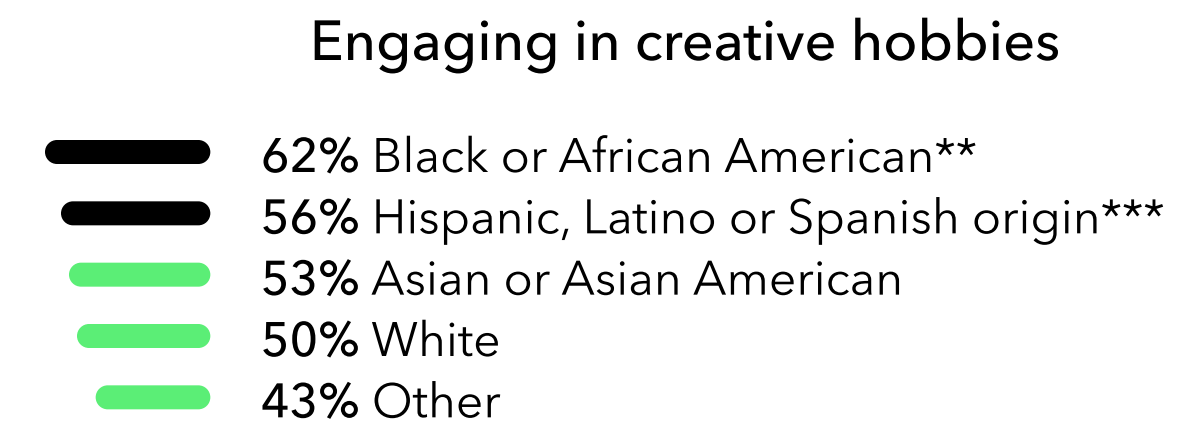 Engaging in creative hobbies
62% Black or African American**
56% Hispanic, Latino or Spanish origin***
53% Asian or Asian American
50% White
43% Other